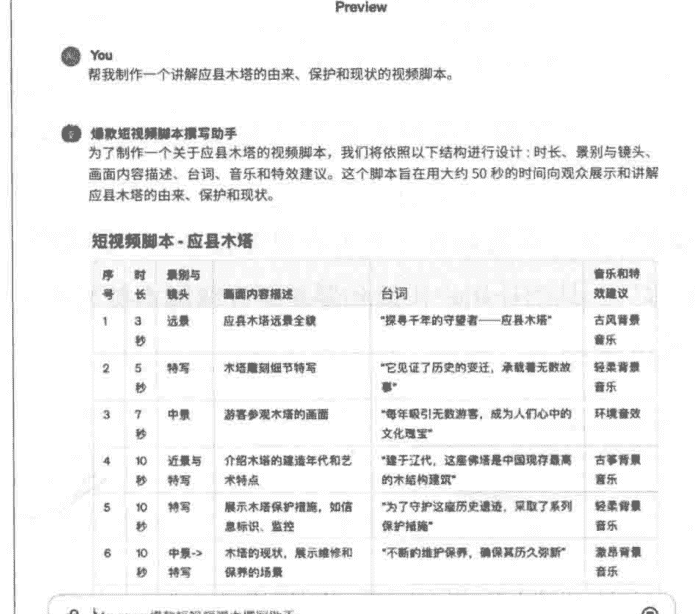 Preview
You
帮我制作一个讲解应县木塔的由来、保护和现状的视频脚本。
爆款短视频脚本撰写助手
为了制作一个关于应县木塔的视频脚本，我们将依照以下结构进行设计：时长、景别与镜头、
画面内容描述、台词、音乐和特效建议。这个脚本旨在用大约 50 秒的时间向观众展示和讲解
应县木塔的由来、保护和现状。
短视频脚本 - 应县木塔
序号 时长 景别与镜头 画面内容描述 台词 音乐和特效建议
1 3秒 远景 应县木塔远景全貌 “探寻千年的守望者——应县木塔” 古风背景音乐
2 5秒 特写 木塔雕刻细节特写 “它见证了历史的变迁，承载着无数故事” 轻柔背景音乐
3 7秒 中景 游客参观木塔的画面 “每年吸引无数游客，成为人们心中的文化瑰宝” 环境音效
4 10秒 近景与特写 介绍木塔的建造年代和艺术特点 “建于辽代，这座佛塔是中国现存最高的木结构建筑” 古筝背景音乐
5 10秒 特写 展示木塔保护措施，如信息标识、监控 “为了守护这座历史遗迹，采取了系列保护措施” 轻柔背景音乐
6 10秒 中景->特写 木塔的现状，展示维修和保养的场景 “不断的维护保养，确保其历久弥新” 激昂背景音乐